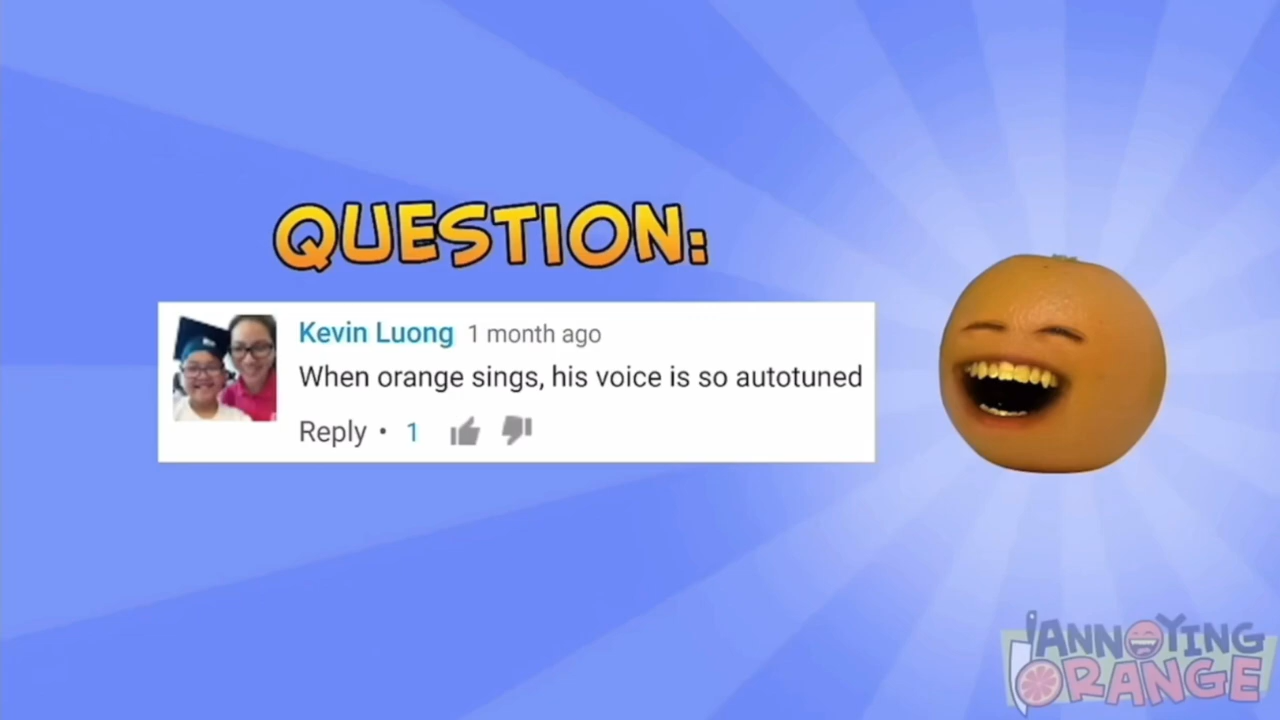 QUESTION:
Kevin Luong 1 month ago
When orange sings, his voice is so autotuned
Reply • 1
ANNOYING
ORANGE